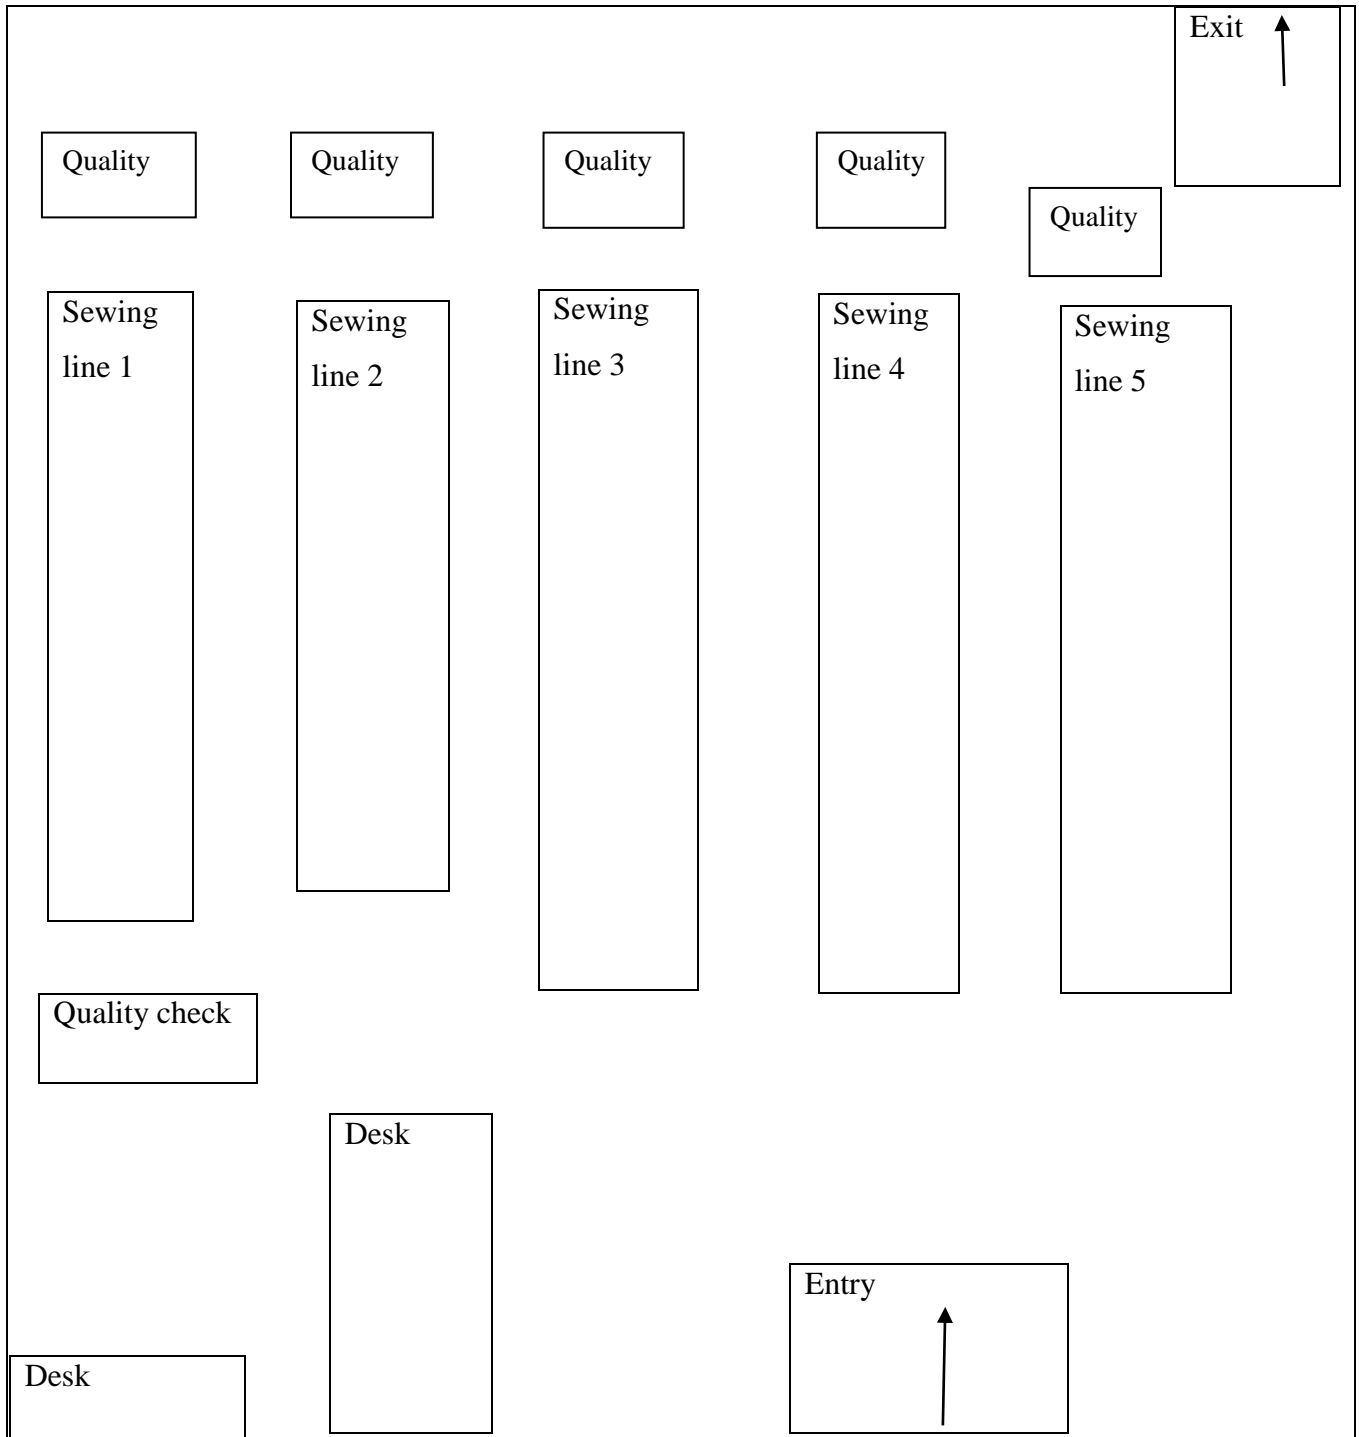 Exit
Quality
Quality
Quality
Quality
Quality
Sewing
line 1
Sewing
line 2
Sewing
line 3
Sewing
line 4
Sewing
line 5
Quality check
Desk
Entry
Desk